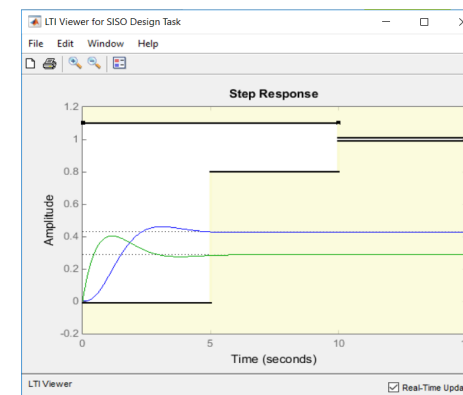 LTI Viewer for SISO Design Task
File Edit Window Help
Step Response
1.2
1
0.8
0.6
0.4
0.2
0
-0.2
Amplitude
0 5 10
Time (seconds)
LTI Viewer
Real-Time Upda